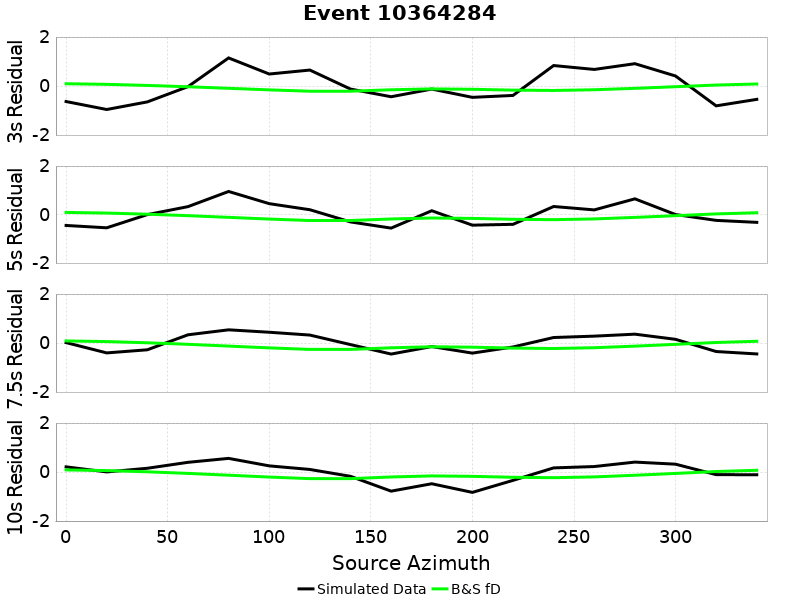 Event 10364284
3s Residual
2
0
-2
5s Residual
2
0
-2
7.5s Residual
2
0
-2
10s Residual
2
0
-2
0 50 100 150 200 250 300
Source Azimuth
Simulated Data B&S fD